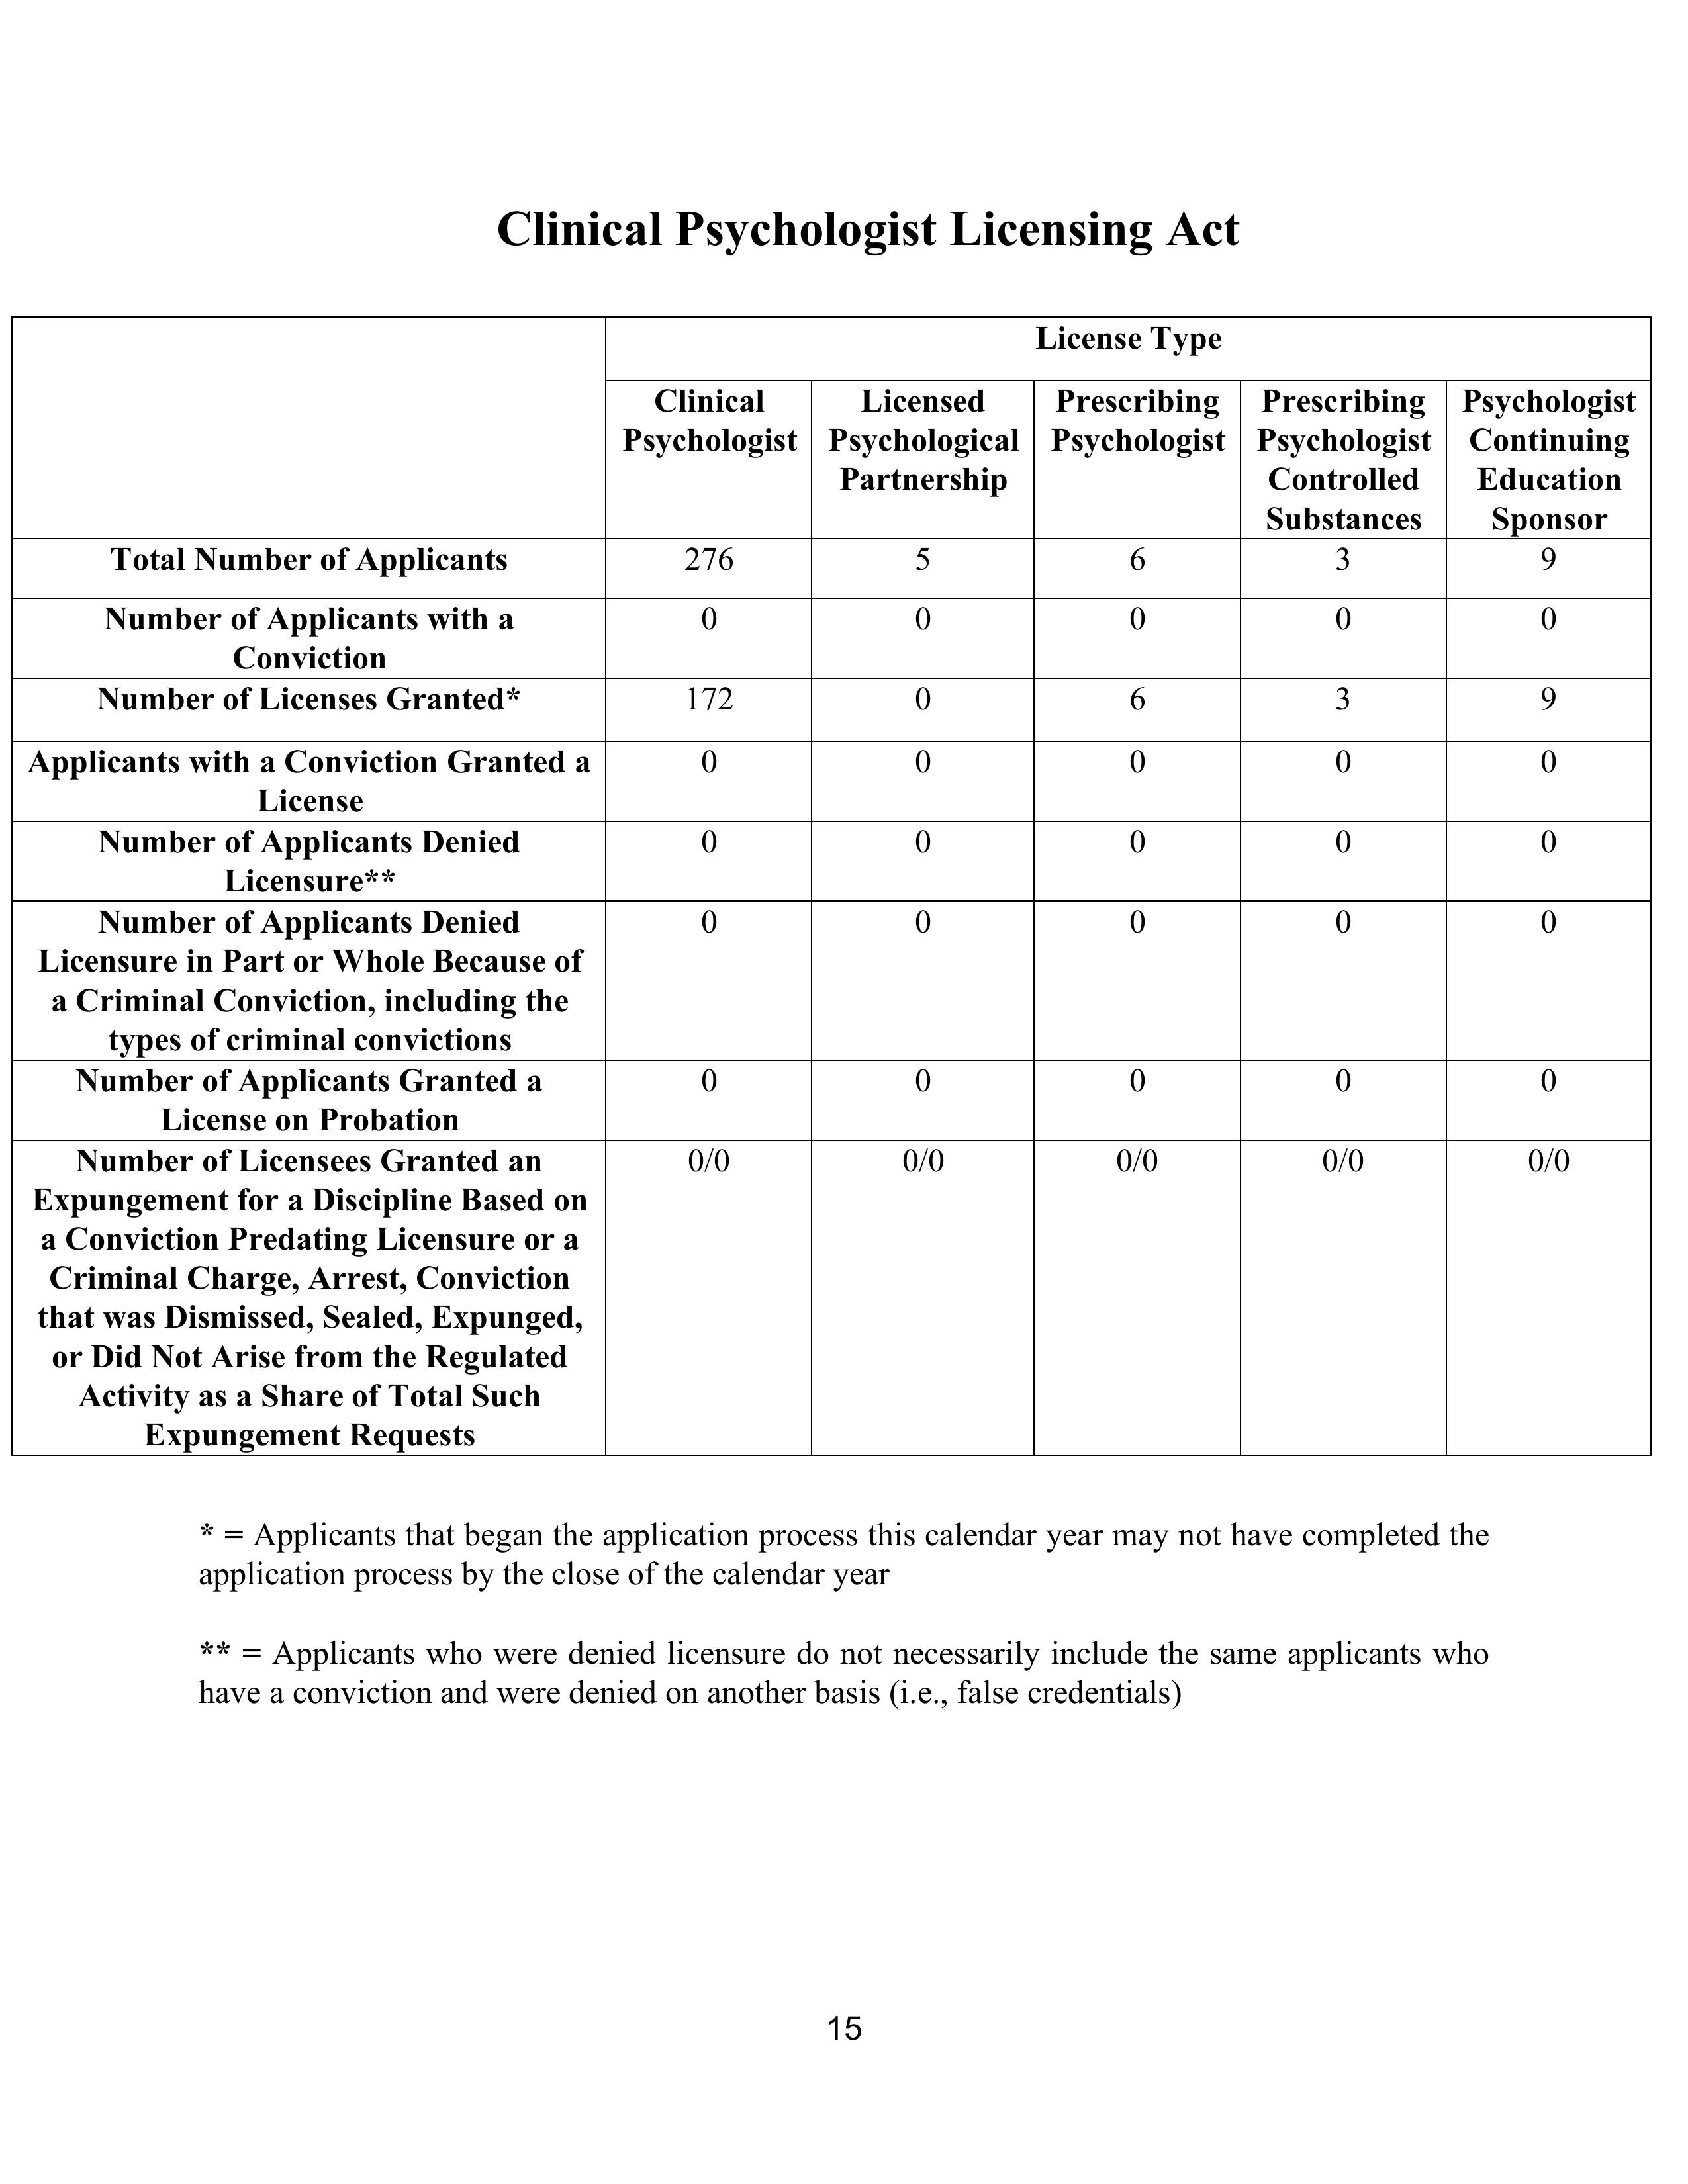 Clinical Psychologist Licensing Act
License Type
Clinical Psychologist
Licensed Psychological Partnership
Prescribing Psychologist
Prescribing Psychologist Controlled Substances
Psychologist Continuing Education Sponsor
Total Number of Applicants 276 5 6 3 9
Number of Applicants with a
Conviction
0 0 0 0 0
Number of Licenses Granted* 172 0 6 3 9
Applicants with a Conviction Granted a
License
0 0 0 0 0
Number of Applicants Denied
Licensure**
0 0 0 0 0
Number of Applicants Denied
Licensure in Part or Whole Because of
a Criminal Conviction, including the
types of criminal convictions
0 0 0 0 0
Number of Applicants Granted a
License on Probation
0 0 0 0 0
Number of Licensees Granted an
Expungement for a Discipline Based on
a Conviction Predating Licensure or a
Criminal Charge, Arrest, Conviction
that was Dismissed, Sealed, Expunged,
or Did Not Arise from the Regulated
Activity as a Share of Total Such
Expungement Requests
0/0 0/0 0/0 0/0 0/0
* = Applicants that began the application process this calendar year may not have completed the
application process by the close of the calendar year
** = Applicants who were denied licensure do not necessarily include the same applicants who
have a conviction and were denied on another basis (i.e., false credentials)
15